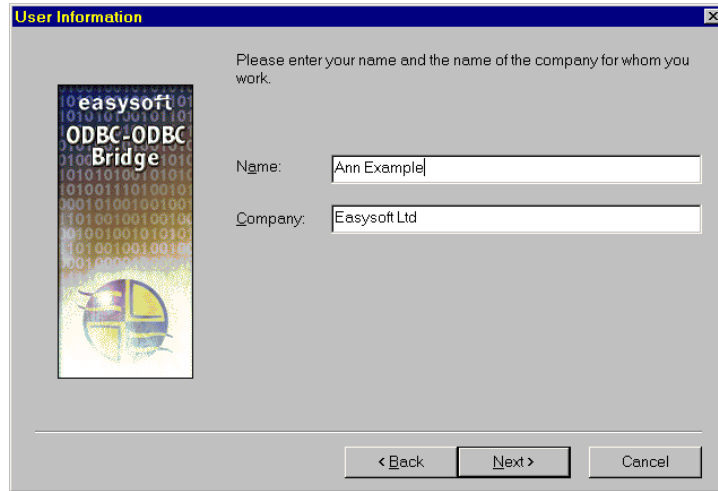 User Information
Please enter your name and the name of the company for whom you
work.
easysoft
ODBC-ODBC
Bridge
Name:
Ann Example
Company:
Easysoft Ltd
< Back
Next >
Cancel